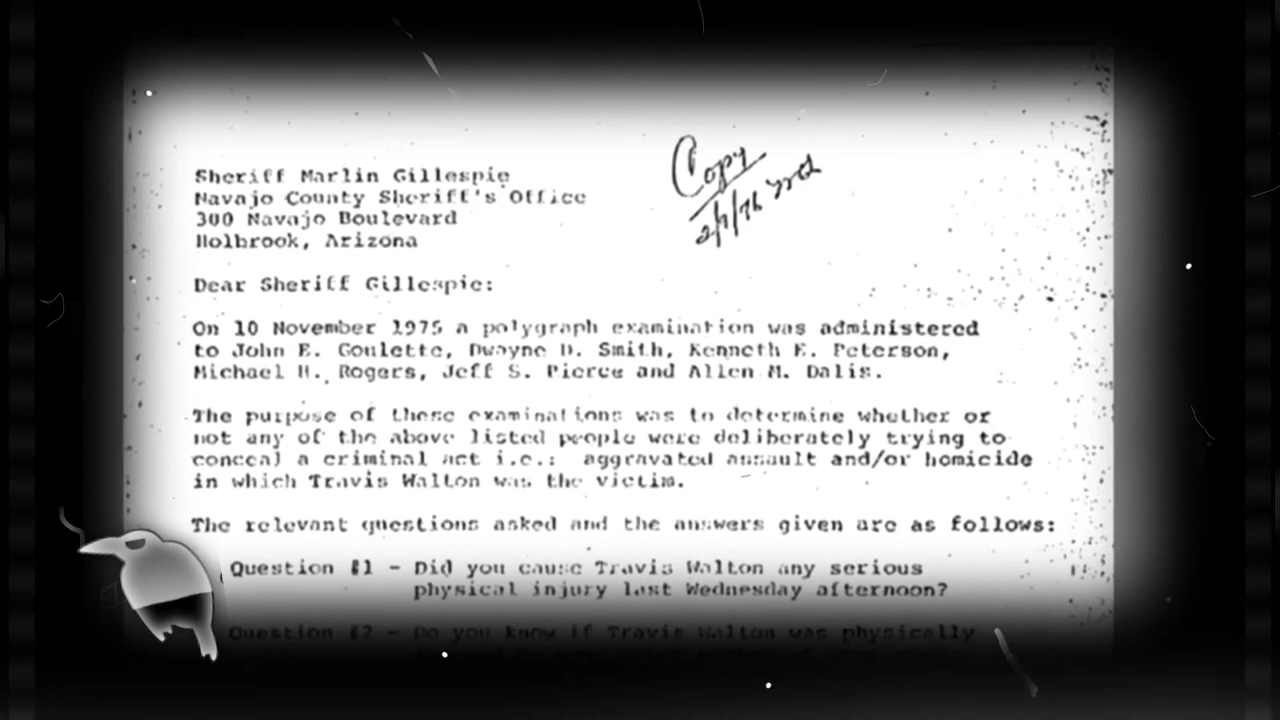 Copy
2/7/76
Sheriff Marlin Gillespie
Navajo County Sheriff's Office
300 Navajo Boulevard
Holbrook, Arizona
Dear Sheriff Gillespie:
On 10 November 1975 a polygraph examination was administered
to John E. Goulette, Dwayne D. Smith, Kenneth E. Peterson,
Michael H. Rogers, Jeff S. Pierce and Allen M. Dalis.
The purpose of these examinations was to determine whether or
not any of the above listed people were deliberately trying to
conceal a criminal act i.e.: aggravated assault and/or homicide
in which Travis Walton was the victim.
The relevant questions asked and the answers given are as follows:
Question #1 - Did you cause Travis Walton any serious
physical injury last Wednesday afternoon?
Question #2 - Do you know if Travis Walton was physically